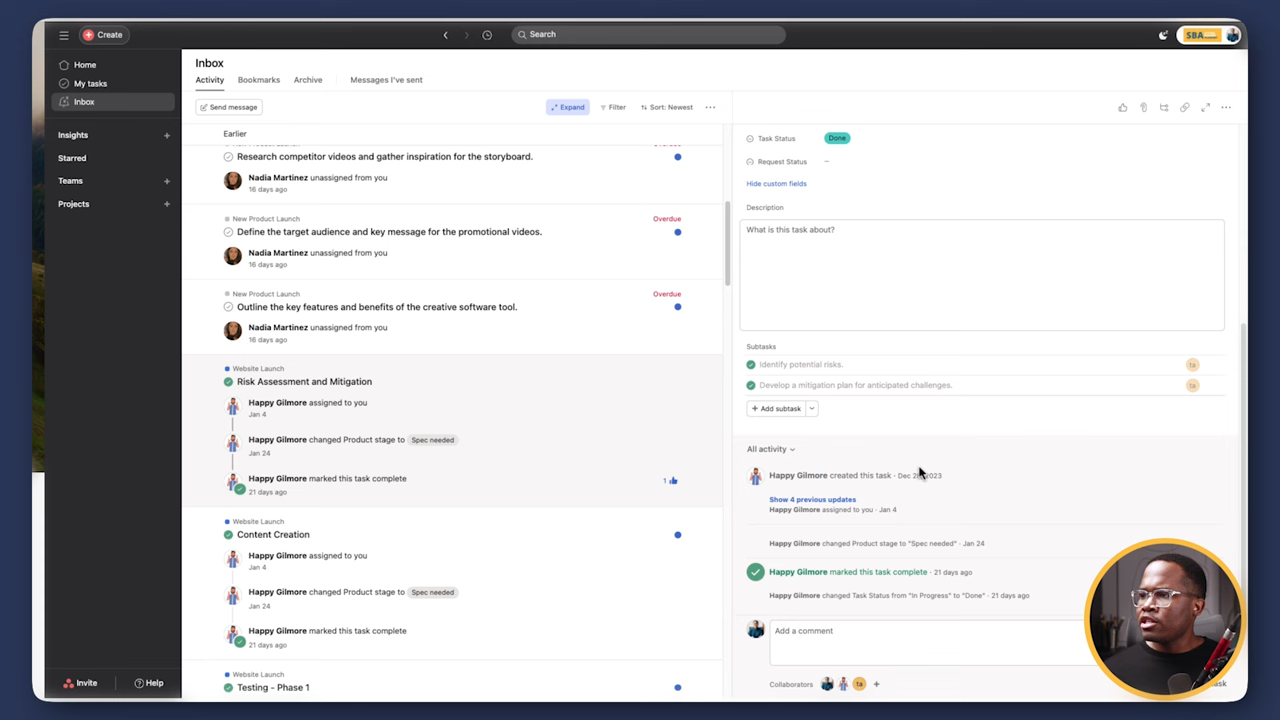 Create
Search
SBA
Home
My tasks
Inbox
Insights
Starred
Teams
Projects
Invite
Help
Inbox
Activity
Bookmarks
Archive
Messages I've sent
Send message
Expand
Filter
Sort: Newest
Earlier
Research competitor videos and gather inspiration for the storyboard.
Nadia Martinez unassigned from you
16 days ago
New Product Launch
Overdue
Define the target audience and key message for the promotional videos.
Nadia Martinez unassigned from you
16 days ago
New Product Launch
Overdue
Outline the key features and benefits of the creative software tool.
Nadia Martinez unassigned from you
16 days ago
Website Launch
Risk Assessment and Mitigation
Happy Gilmore assigned to you
Jan 4
Happy Gilmore changed Product stage to Spec needed
Jan 24
Happy Gilmore marked this task complete
1
21 days ago
Website Launch
Content Creation
Happy Gilmore assigned to you
Jan 4
Happy Gilmore changed Product stage to Spec needed
Jan 24
Happy Gilmore marked this task complete
21 days ago
Website Launch
Testing - Phase 1
Task Status
Done
Request Status
–
Hide custom fields
Description
What is this task about?
Subtasks
Identify potential risks.
ta
Develop a mitigation plan for anticipated challenges.
ta
+ Add subtask
All activity
Happy Gilmore created this task · Dec
Show 4 previous updates
Happy Gilmore assigned to you · Jan 4
Happy Gilmore changed Product stage to "Spec needed" · Jan 24
Happy Gilmore marked this task complete · 21 days ago
Happy Gilmore changed Task Status from "In Progress" to "Done" · 21 days ago
Add a comment
Collaborators
ta